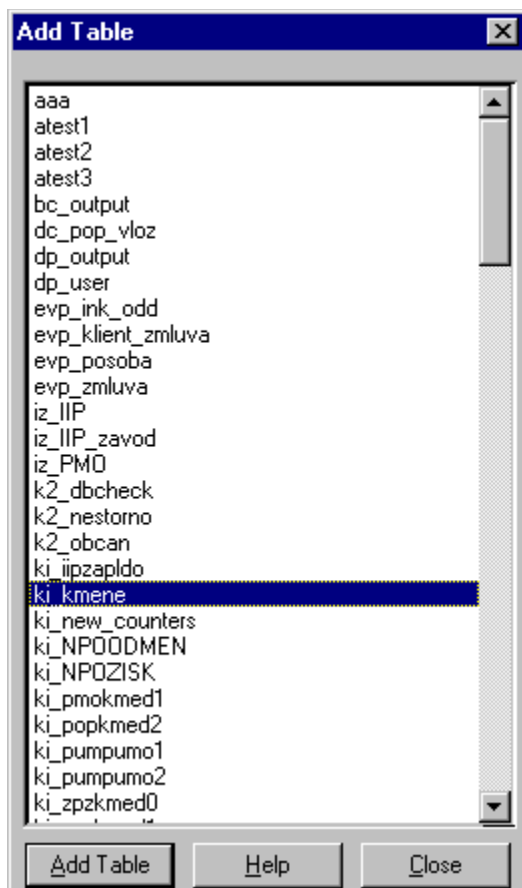 Add Table
aaa
atest1
atest2
atest3
bc_output
dc_pop_vloz
dp_output
dp_user
evp_ink_odd
evp_klient_zmluva
evp_posoba
evp_zmluva
iz_IIP
iz_IIP_zavod
iz_PMO
k2_dbcheck
k2_nestorno
k2_obcan
ki_iipzapldo
ki_kmene
ki_new_counters
ki_NPOODMEN
ki_NPOZISK
ki_pmokmed1
ki_popkmed2
ki_pumpumo1
ki_pumpumo2
ki_zpzkmed0
Add Table Help Close